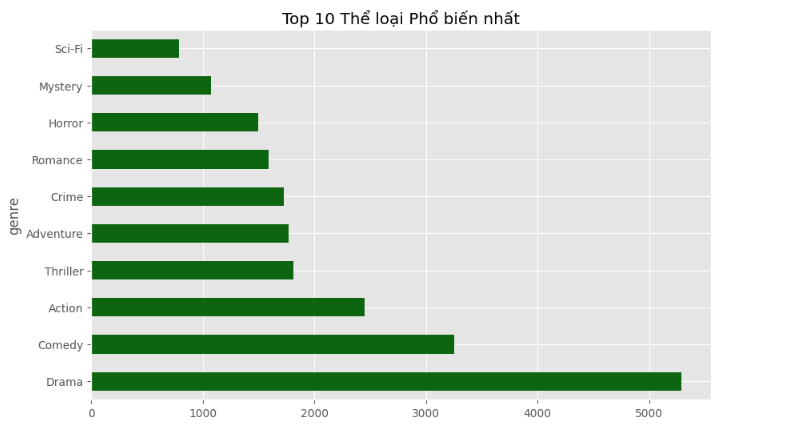 Top 10 Thể loại Phổ biến nhất
genre
Sci-Fi
Mystery
Horror
Romance
Crime
Adventure
Thriller
Action
Comedy
Drama
0 1000 2000 3000 4000 5000